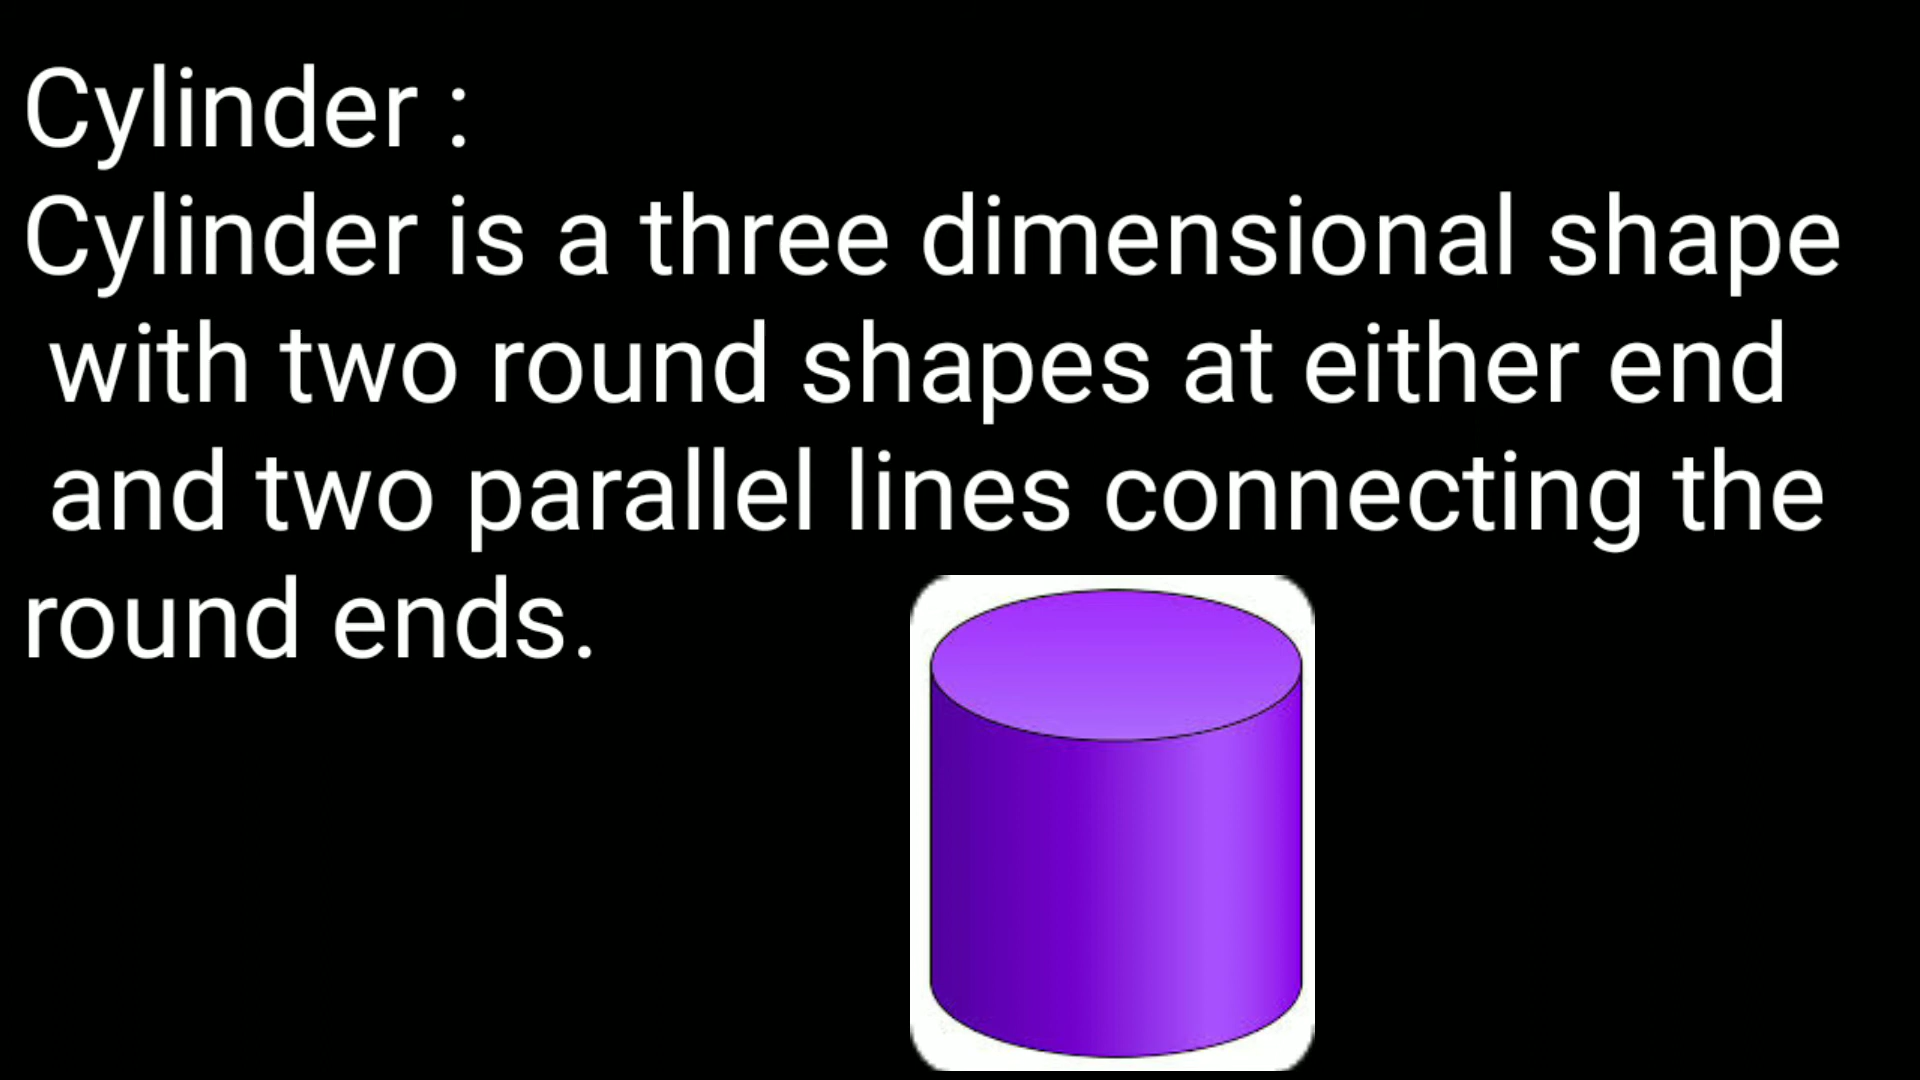 Cylinder :
Cylinder is a three dimensional shape
with two round shapes at either end
and two parallel lines connecting the
round ends.